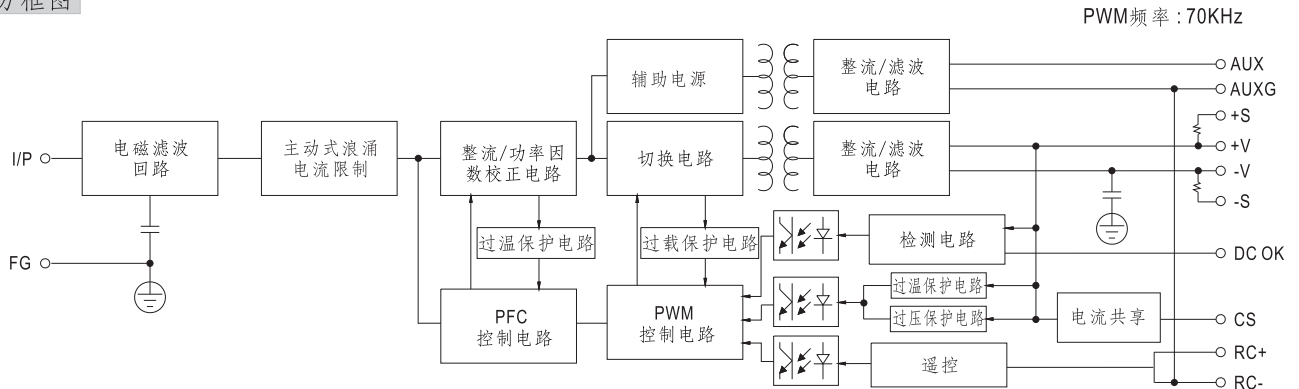 方框图
PWM频率 : 70KHz
辅助电源
整流/滤波
电路
AUX
AUXG
+S
I/P
电磁滤波
回路
主动式浪涌
电流限制
整流/功率因
数校正电路
切换电路
整流/滤波
电路
+V
-V
-S
过温保护电路
过载保护电路
检测电路
DC OK
FG
PFC
控制电路
PWM
控制电路
过温保护电路
过压保护电路
电流共享
CS
遥控
RC+
RC-